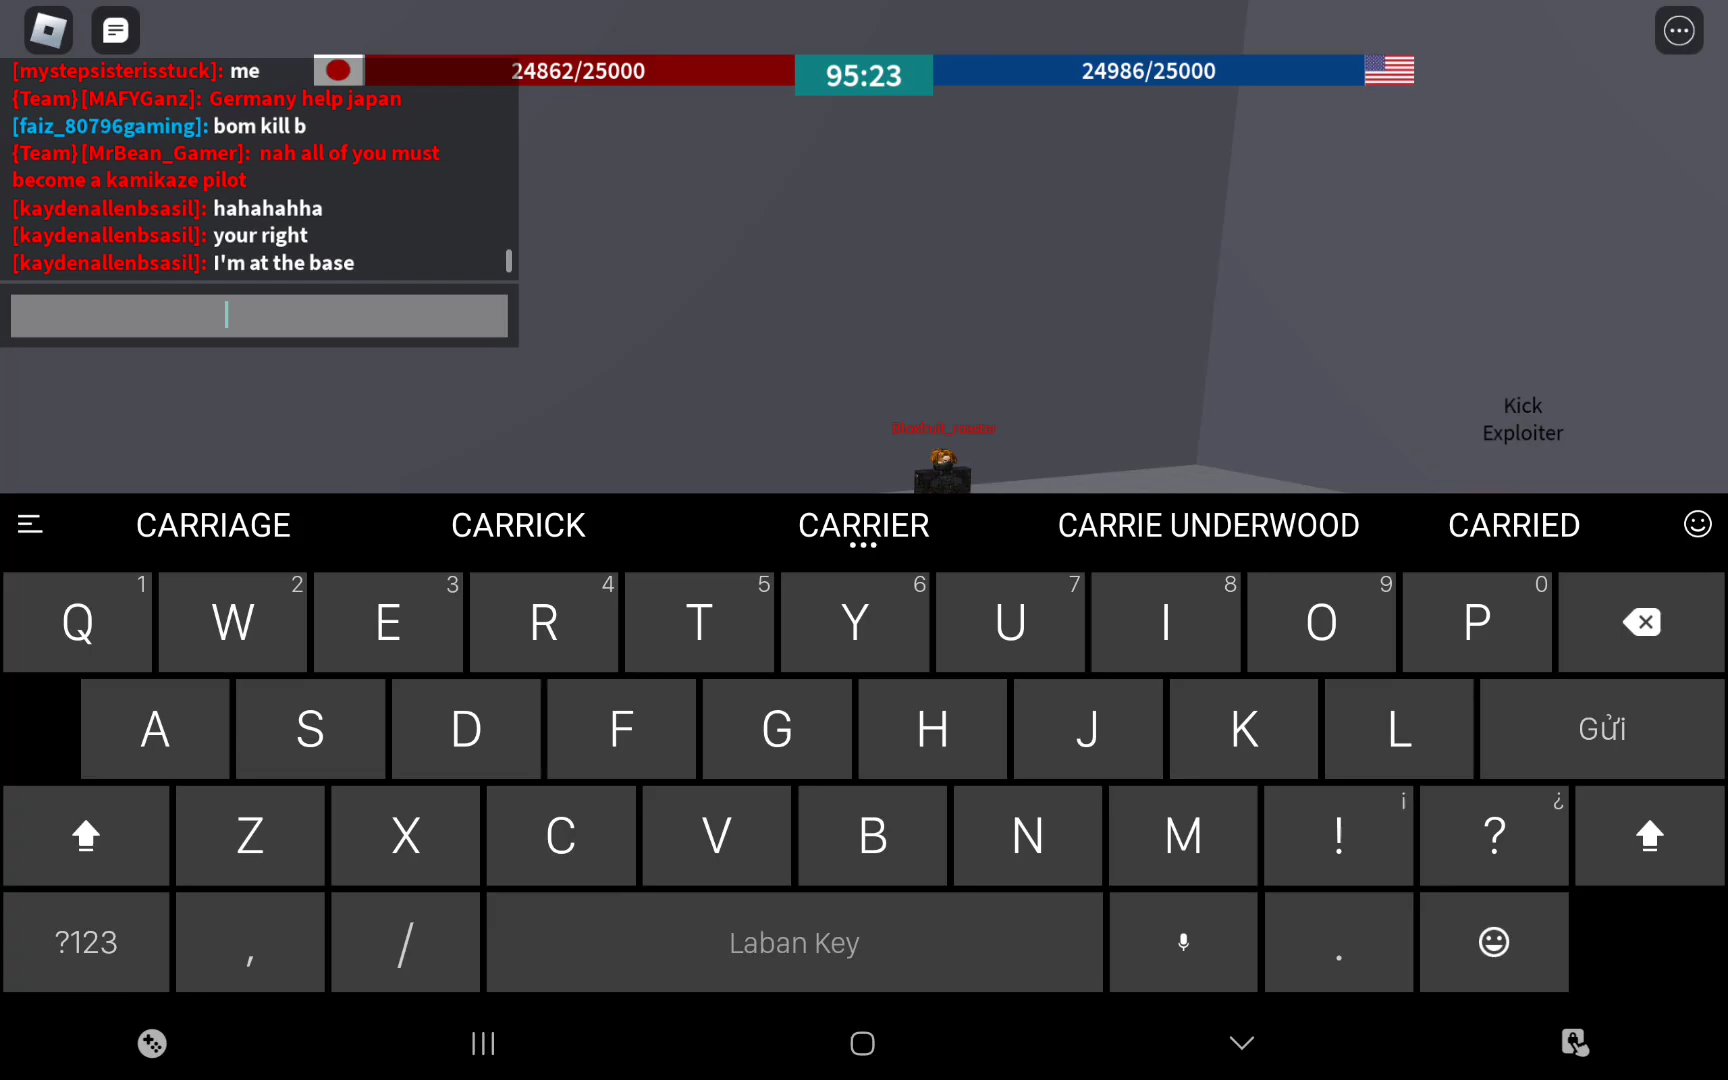 [mystepsisterisstuck]: me
24862/25000
95:23
24986/25000
{Team}[MAFYGanz]: Germany help japan
[faiz_80796gaming]: bom kill b
{Team}[MrBean_Gamer]: nah all of you must
become a kamikaze pilot
[kaydenallenbsasil]: hahahahha
[kaydenallenbsasil]: your right
[kaydenallenbsasil]: I'm at the base
Kick
Exploiter
CARRIAGE CARRICK CARRIER CARRIE UNDERWOOD CARRIED
1 2 3 4 5 6 7 8 9 0
Q W E R T Y U I O P
A S D F G H J K L Gửi
¡ ¿
Z X C V B N M ! ?
?123 , / Laban Key .